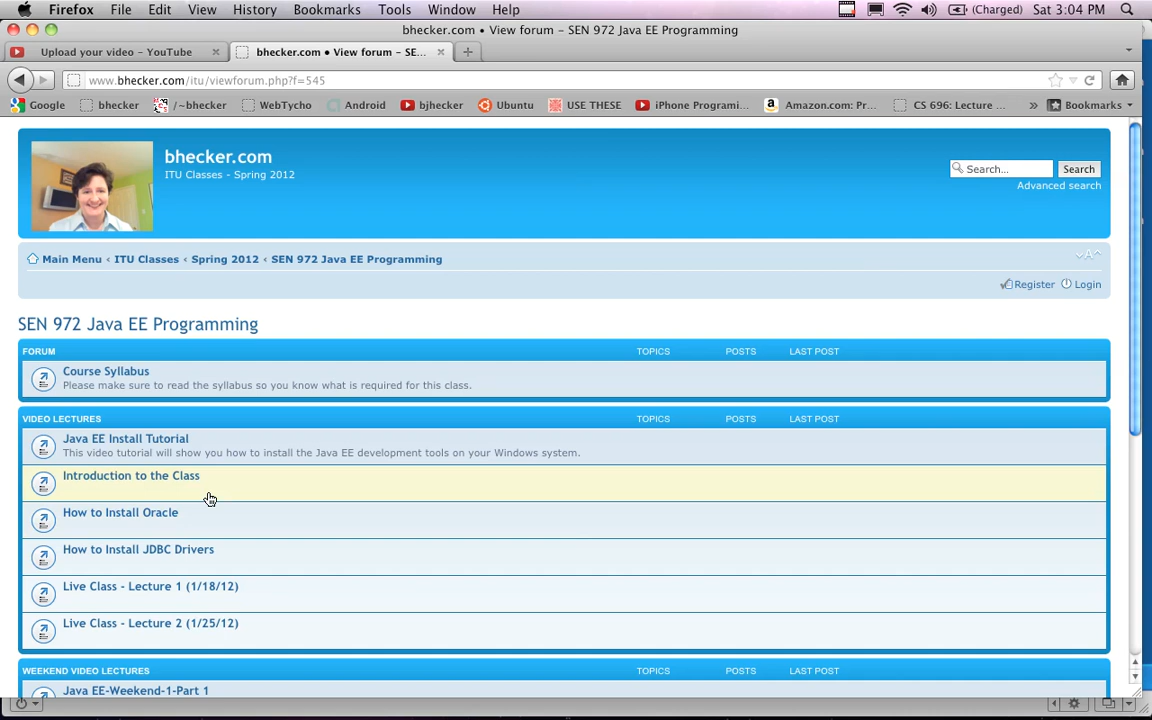 Firefox File Edit View History Bookmarks Tools Window Help (Charged) Sat 3:04 PM
bhecker.com • View forum – SEN 972 Java EE Programming
Upload your video – YouTube × bhecker.com • View forum – SE... × +
www.bhecker.com/itu/viewforum.php?f=545
Google bhecker /~bhecker WebTycho Android bjhecker Ubuntu USE THESE iPhone Programi... Amazon.com: Pr... CS 696: Lecture ... » Bookmarks
bhecker.com
ITU Classes - Spring 2012
Search... Search
Advanced search
Main Menu ‹ ITU Classes ‹ Spring 2012 ‹ SEN 972 Java EE Programming
Register Login
SEN 972 Java EE Programming
FORUM TOPICS POSTS LAST POST
Course Syllabus
Please make sure to read the syllabus so you know what is required for this class.
VIDEO LECTURES TOPICS POSTS LAST POST
Java EE Install Tutorial
This video tutorial will show you how to install the Java EE development tools on your Windows system.
Introduction to the Class
How to Install Oracle
How to Install JDBC Drivers
Live Class - Lecture 1 (1/18/12)
Live Class - Lecture 2 (1/25/12)
WEEKEND VIDEO LECTURES TOPICS POSTS LAST POST
Java EE-Weekend-1-Part 1